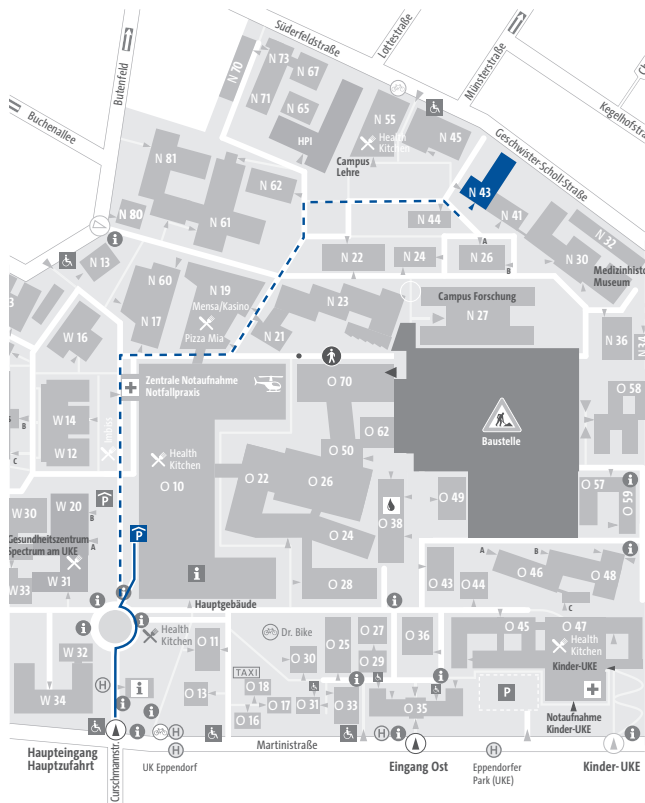 Süderfeldstraße
Lottestraße
Münsterstraße
Kegelhofstra
Ch
Butenfeld
Buchenallee
Geschwister-Scholl-Straße
N 70
N 73
N 67
N 71
N 65
HPI
N 55
Health
Kitchen
Campus
Lehre
N 45
N 43
N 41
N 44
N 81
N 62
N 61
N 80
N 13
N 22
N 24
A
N 26
B
N 32
N 30
Medizinhist
Museum
N 60
N 19
Mensa/Kasino
Pizza Mia
N 17
N 23
N 21
Campus Forschung
N 27
N 36
N 34
3
W 16
Zentrale Notaufnahme
Notfallpraxis
O 70
O 62
O 50
Baustelle
O 58
B
W 14
W 12
C
Imbiss
Health
Kitchen
O 10
O 22
O 26
O 24
O 28
O 38
O 49
O 57
O 59
W 30
W 20
B
A
P
P
Gesundheitszentrum
Spectrum am UKE
W 31
W 33
i
Hauptgebäude
O 43
O 44
A
B
O 46
O 48
C
Health
Kitchen
O 11
Dr. Bike
O 30
O 25
O 27
O 29
O 36
O 45
O 47
Health
Kitchen
Kinder-UKE
W 32
W 34
H
i
O 13
TAXI
O 18
O 17
O 16
O 31
O 33
O 35
P
Notaufnahme
Kinder-UKE
Haupteingang
Hauptzufahrt
Curschmannstr.
H
H
UK Eppendorf
Martinistraße
H
Eingang Ost
H
Eppendorfer
Park (UKE)
Kinder-UKE